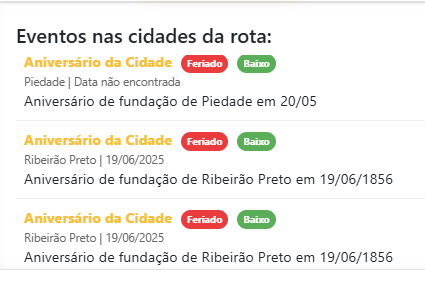 Eventos nas cidades da rota:
Aniversário da Cidade Feriado Baixo
Piedade | Data não encontrada
Aniversário de fundação de Piedade em 20/05
Aniversário da Cidade Feriado Baixo
Ribeirão Preto | 19/06/2025
Aniversário de fundação de Ribeirão Preto em 19/06/1856
Aniversário da Cidade Feriado Baixo
Ribeirão Preto | 19/06/2025
Aniversário de fundação de Ribeirão Preto em 19/06/1856